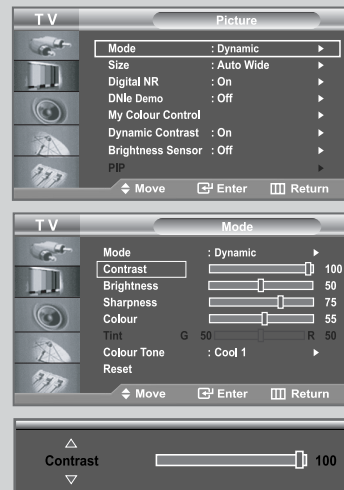 TV Picture
Mode : Dynamic
Size : Auto Wide
Digital NR : On
DNIe Demo : Off
My Colour Control
Dynamic Contrast : On
Brightness Sensor : Off
PIP
Move Enter Return
TV Mode
Mode : Dynamic
Contrast 100
Brightness 50
Sharpness 75
Colour 55
Tint G 50 R 50
Colour Tone : Cool 1
Reset
Move Enter Return
Contrast 100